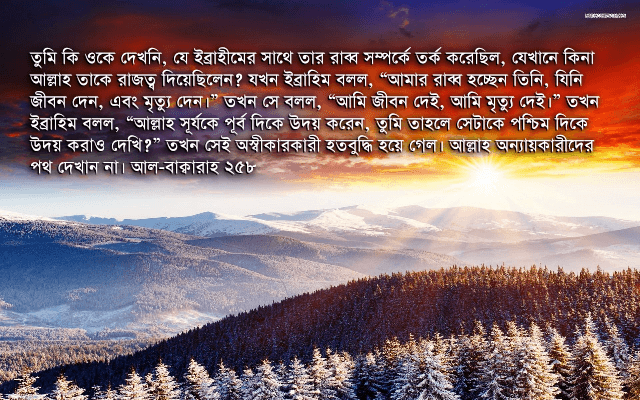 তুমি কি ওকে দেখনি, যে ইব্রাহীমের সাথে তার রাব্ব সম্পর্কে তর্ক করেছিল, যেখানে কিনা
আল্লাহ তাকে রাজত্ব দিয়েছিলেন? যখন ইব্রাহিম বলল, “আমার রাব্ব হচ্ছেন তিনি, যিনি
জীবন দেন, এবং মৃত্যু দেন।” তখন সে বলল, “আমি জীবন দেই, আমি মৃত্যু দেই।” তখন
ইব্রাহিম বলল, “আল্লাহ সূর্যকে পূর্ব দিকে উদয় করেন, তুমি তাহলে সেটাকে পশ্চিম দিকে
উদয় করাও দেখি?” তখন সেই অস্বীকারকারী হতবুদ্ধি হয়ে গেল। আল্লাহ অন্যায়কারীদের
পথ দেখান না। আল-বাক্বারাহ ২৫৮